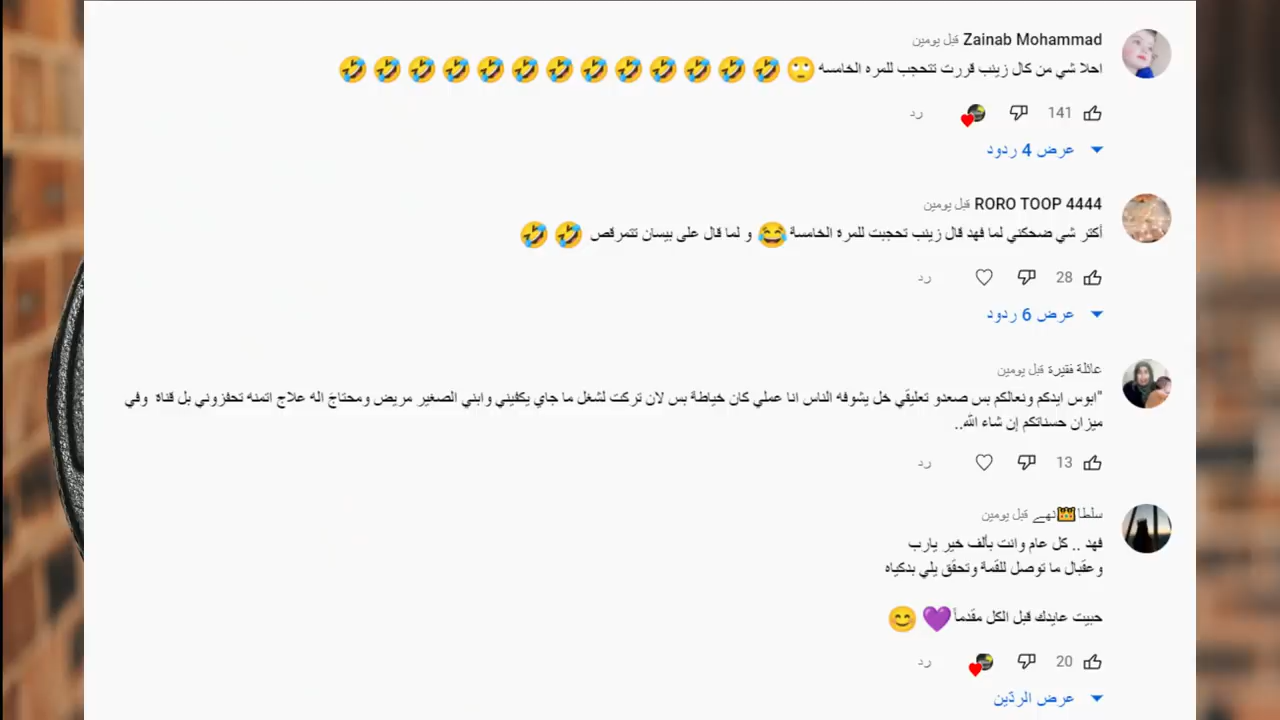 Zainab Mohammad قبل يومين
احلا شي من كال زينب قررت تتحجب للمره الخامسه 🙄🤣🤣🤣🤣🤣🤣🤣🤣🤣🤣🤣🤣🤣
141 رد
عرض 4 ردود
RORO TOOP 4444 قبل يومين
أكتر شي ضحكني لما فهد قال زينب تحجبت للمرة الخامسة 😂 و لما قال على بيسان تتمرقص 🤣🤣
28 رد
عرض 6 ردود
عائلة فقيرة قبل يومين
"ابوس ايدكم ونعالكم بس صعدو تعليقي خل يشوفه الناس انا عملي كان خياطة بس لان تركت لشغل ما جاي يكفيني وابني الصغير مريض ومحتاج اله علاج اتمنه تحفزوني بل قناه وفي
ميزان حسناتكم إن شاء الله..
13 رد
سلطا👑نهے قبل يومين
فهد .. كل عام وانت بألف خير يارب
وعقبال ما توصل للقمة وتحقق يلي بدكياه
حبيت عايدك قبل الكل مقدماً 💜😊
20 رد
عرض الردّين